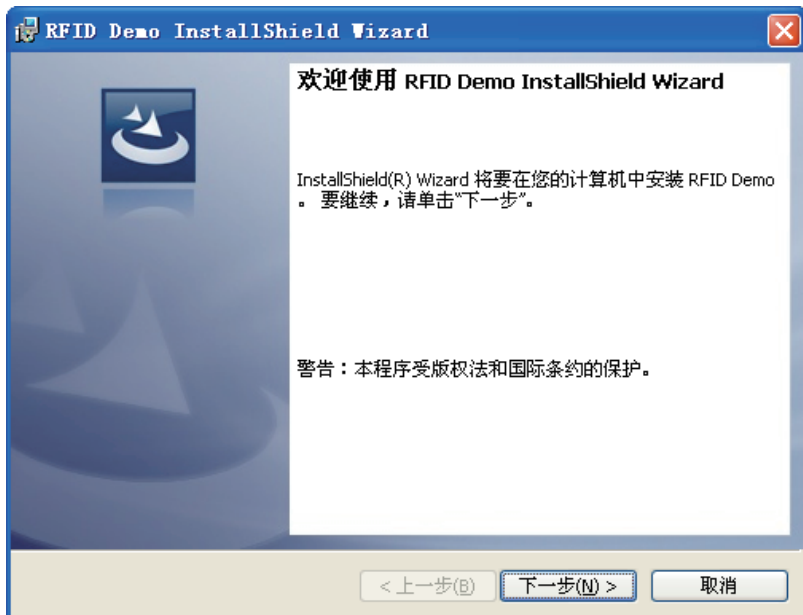 RFID Demo InstallShield Wizard
欢迎使用 RFID Demo InstallShield Wizard
InstallShield(R) Wizard 将要在您的计算机中安装 RFID Demo
。 要继续，请单击“下一步”。
警告：本程序受版权法和国际条约的保护。
< 上一步(B) 下一步(N) > 取消